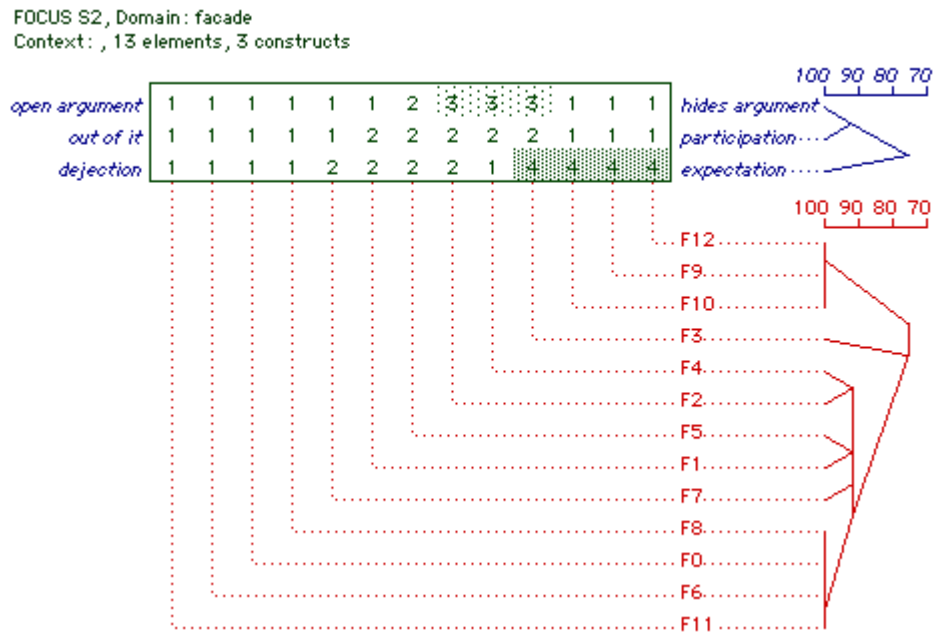 FOCUS S2, Domain: facade
Context: , 13 elements, 3 constructs
100 90 80 70
open argument 1 1 1 1 1 1 2 3 3 3 1 1 1 hides argument
out of it 1 1 1 1 1 2 2 2 2 2 1 1 1 participation
dejection 1 1 1 1 2 2 2 2 1 4 4 4 4 expectation
100 90 80 70
F12
F9
F10
F3
F4
F2
F5
F1
F7
F8
F0
F6
F11